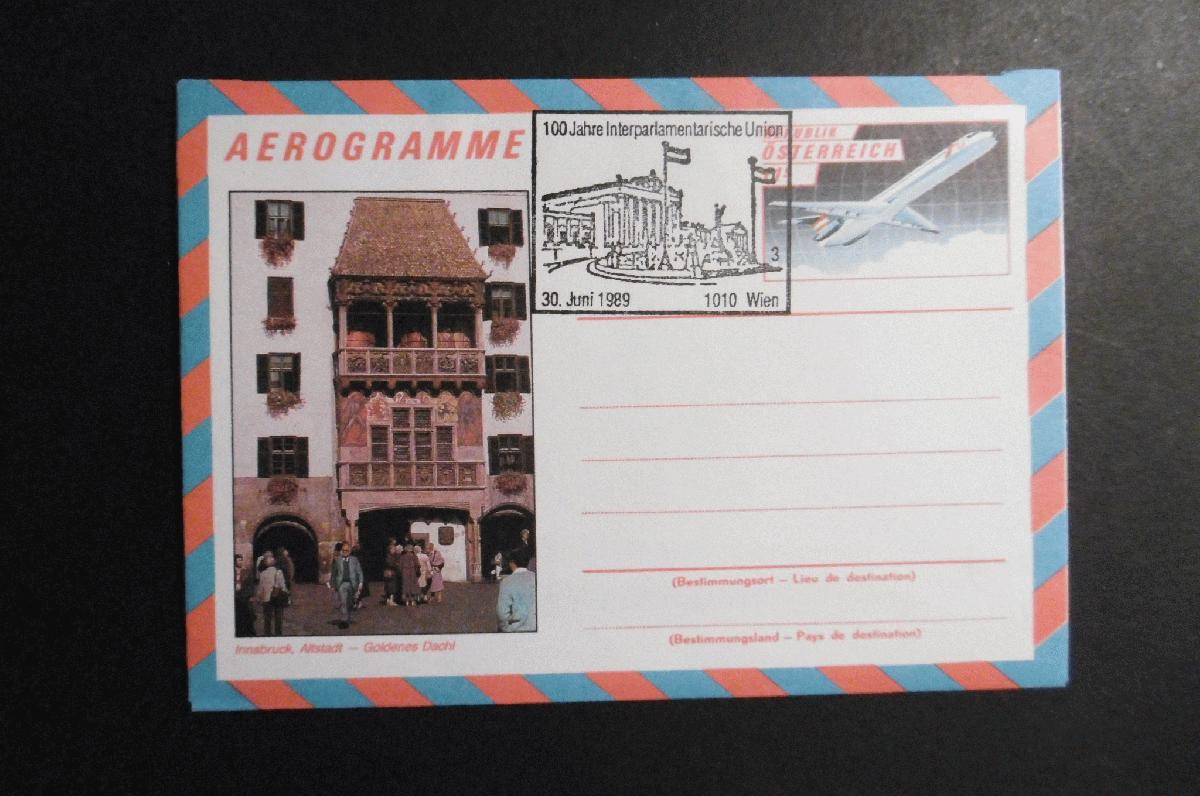 AEROGRAMME
100 Jahre Interparlamentarische Union
REPUBLIK
ÖSTERREICH
3
30. Juni 1989 1010 Wien
(Bestimmungsort – Lieu de destination)
(Bestimmungsland – Pays de destination)
Innsbruck, Altstadt – Goldenes Dachl